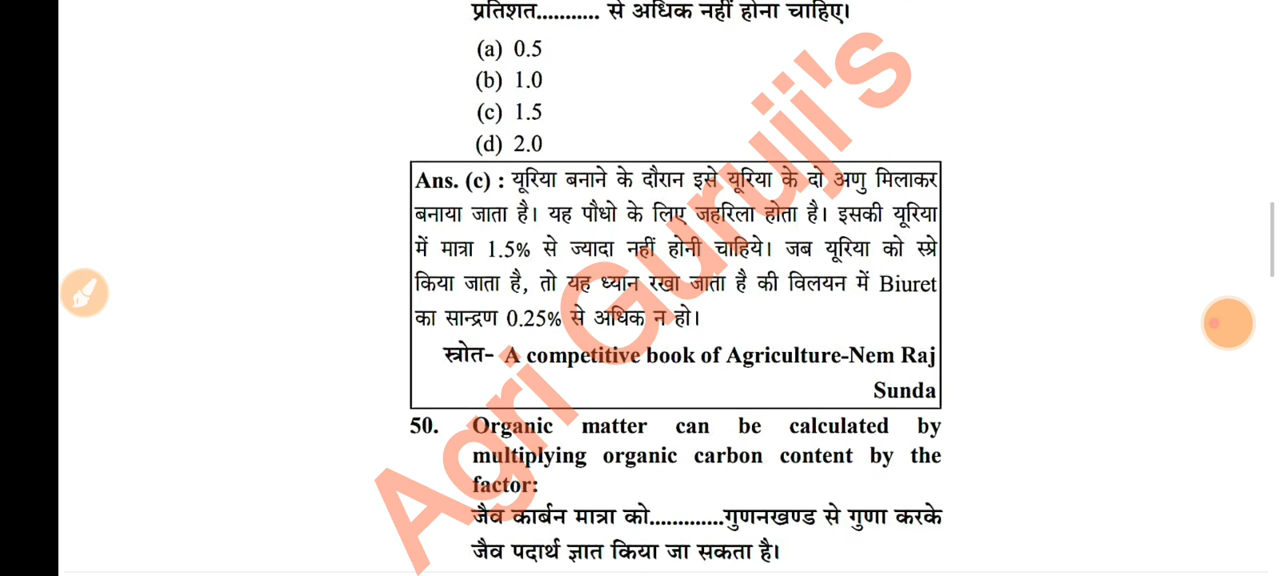 प्रतिशत........... से अधिक नहीं होना चाहिए।
(a) 0.5
(b) 1.0
(c) 1.5
(d) 2.0
Ans. (c) : यूरिया बनाने के दौरान इसे यूरिया के दो अणु मिलाकर
बनाया जाता है। यह पौधो के लिए जहरिला होता है। इसकी यूरिया
में मात्रा 1.5% से ज्यादा नहीं होनी चाहिये। जब यूरिया को स्प्रे
किया जाता है, तो यह ध्यान रखा जाता है की विलयन में Biuret
का सान्द्रण 0.25% से अधिक न हो।
स्त्रोत- A competitive book of Agriculture-Nem Raj
Sunda
50. Organic matter can be calculated by
multiplying organic carbon content by the
factor:
जैव कार्बन मात्रा को.............गुणनखण्ड से गुणा करके
जैव पदार्थ ज्ञात किया जा सकता है।
Agri Guruji's